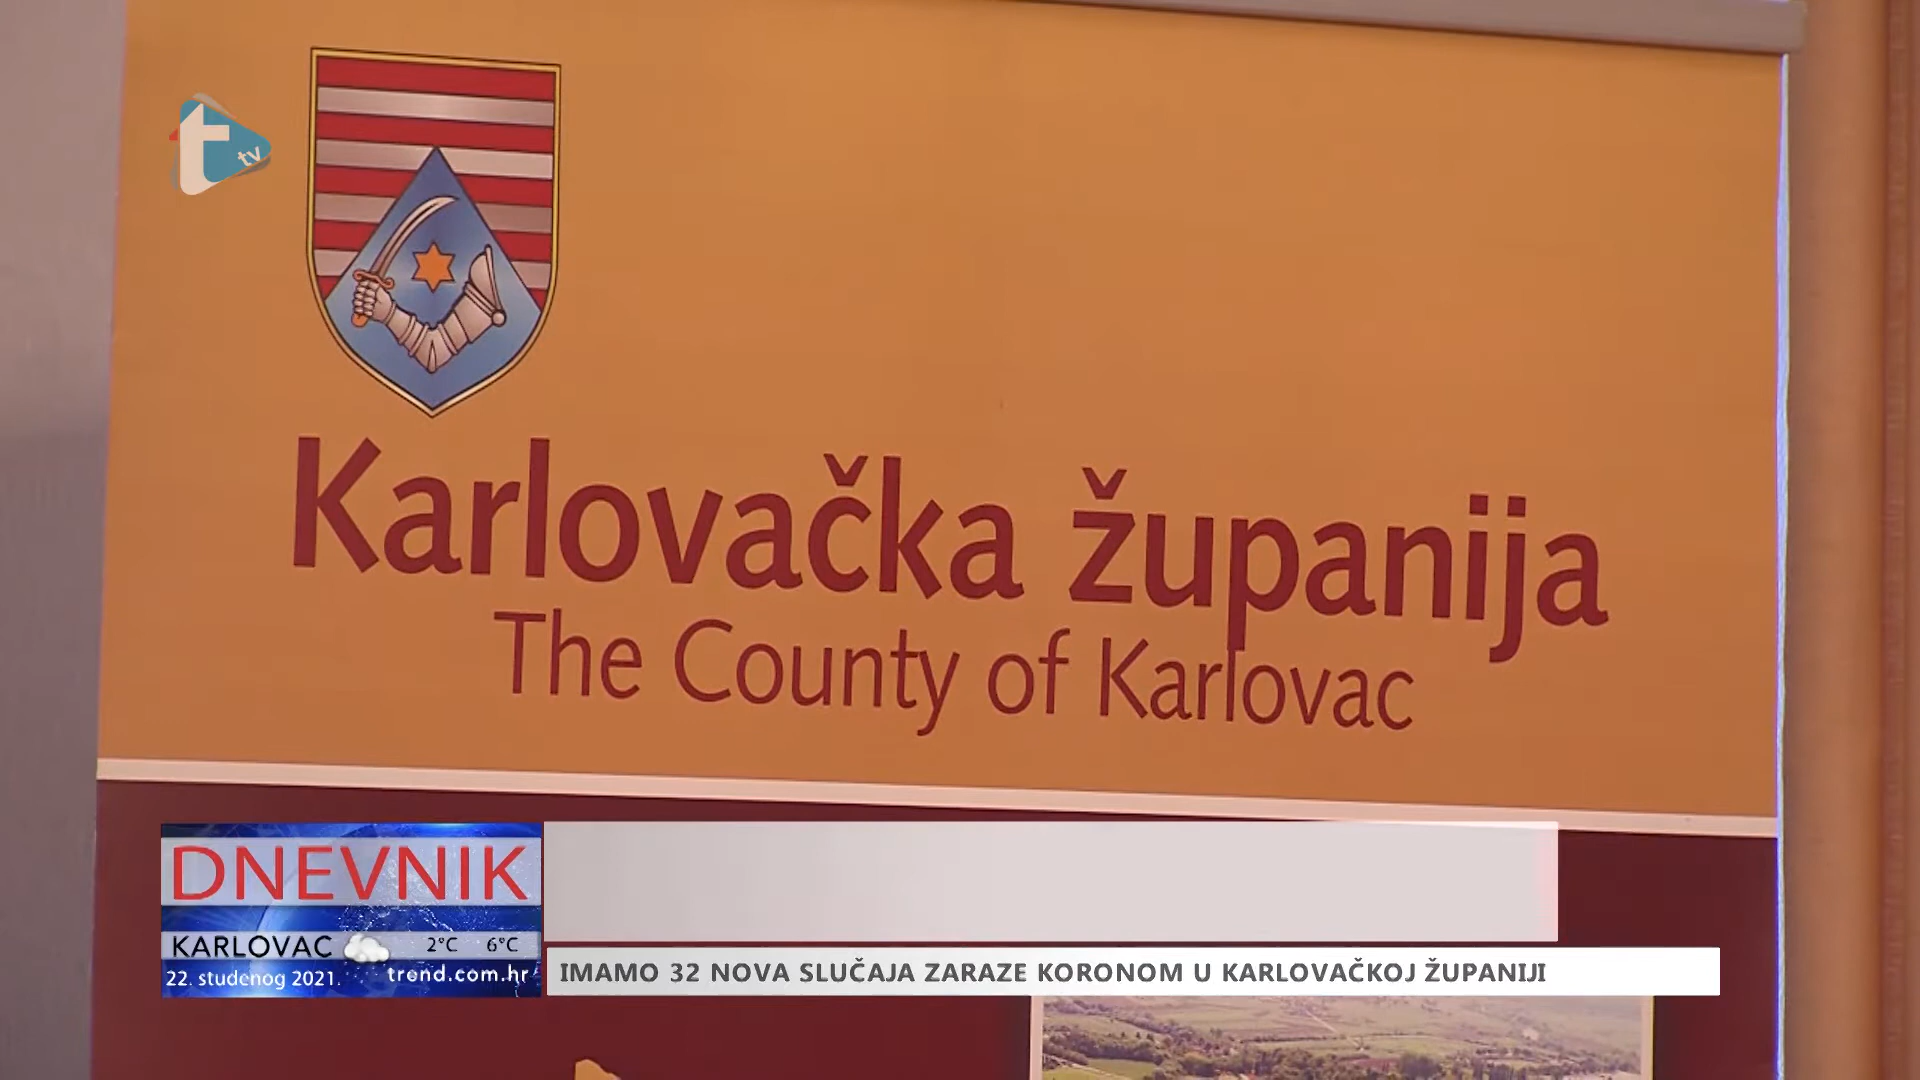 t tv
Karlovačka županija
The County of Karlovac
DNEVNIK
KARLOVAC 2°C 6°C
22. studenog 2021. trend.com.hr
IMAMO 32 NOVA SLUČAJA ZARAZE KORONOM U KARLOVAČKOJ ŽUPANIJI